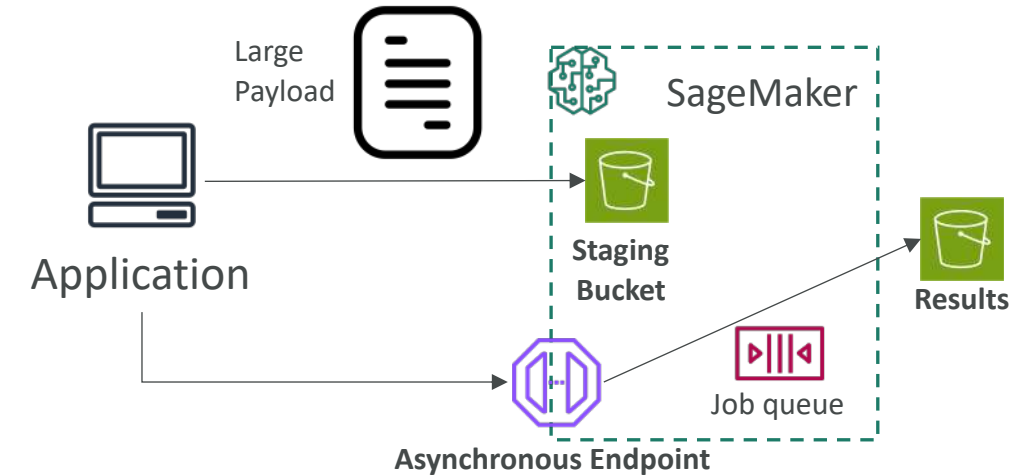 Large
Payload
SageMaker
Application
Staging
Bucket
Results
Job queue
Asynchronous Endpoint